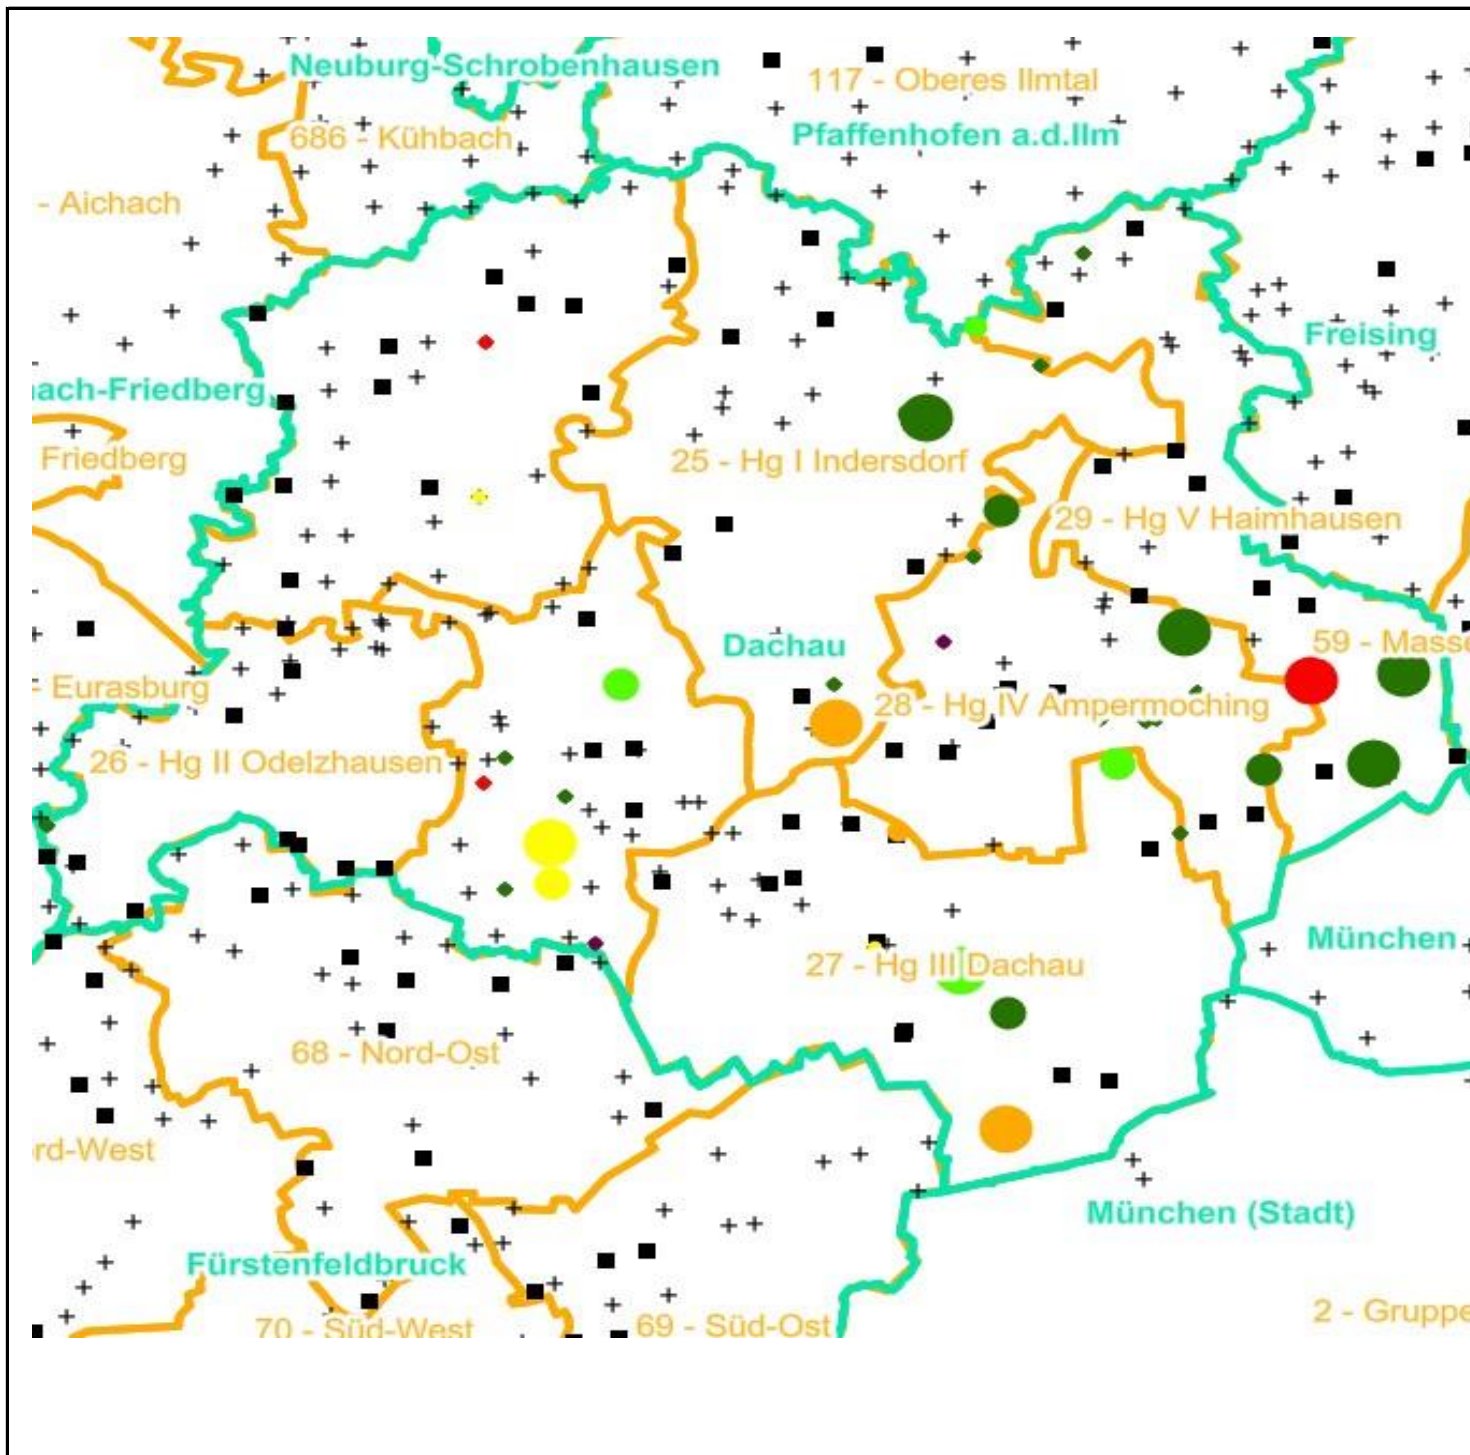 Neuburg-Schrobenhausen
117 - Oberes Ilmtal
686 - Kühbach
Pfaffenhofen a.d.Ilm
- Aichach
Freising
ach-Friedberg
Friedberg
25 - Hg I Indersdorf
29 - Hg V Haimhausen
Dachau
59 - Masse
- Eurasburg
28 - Hg IV Ampermoching
26 - Hg II Odelzhausen
München
27 - Hg III Dachau
68 - Nord-Ost
rd-West
München (Stadt)
Fürstenfeldbruck
2 - Gruppe
70 - Süd-West
69 - Süd-Ost